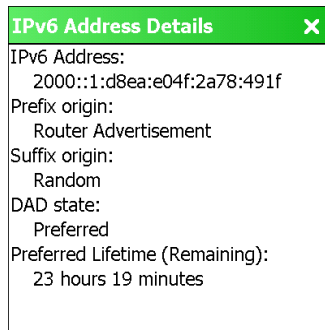 IPv6 Address Details
IPv6 Address:
2000::1:d8ea:e04f:2a78:491f
Prefix origin:
Router Advertisement
Suffix origin:
Random
DAD state:
Preferred
Preferred Lifetime (Remaining):
23 hours 19 minutes